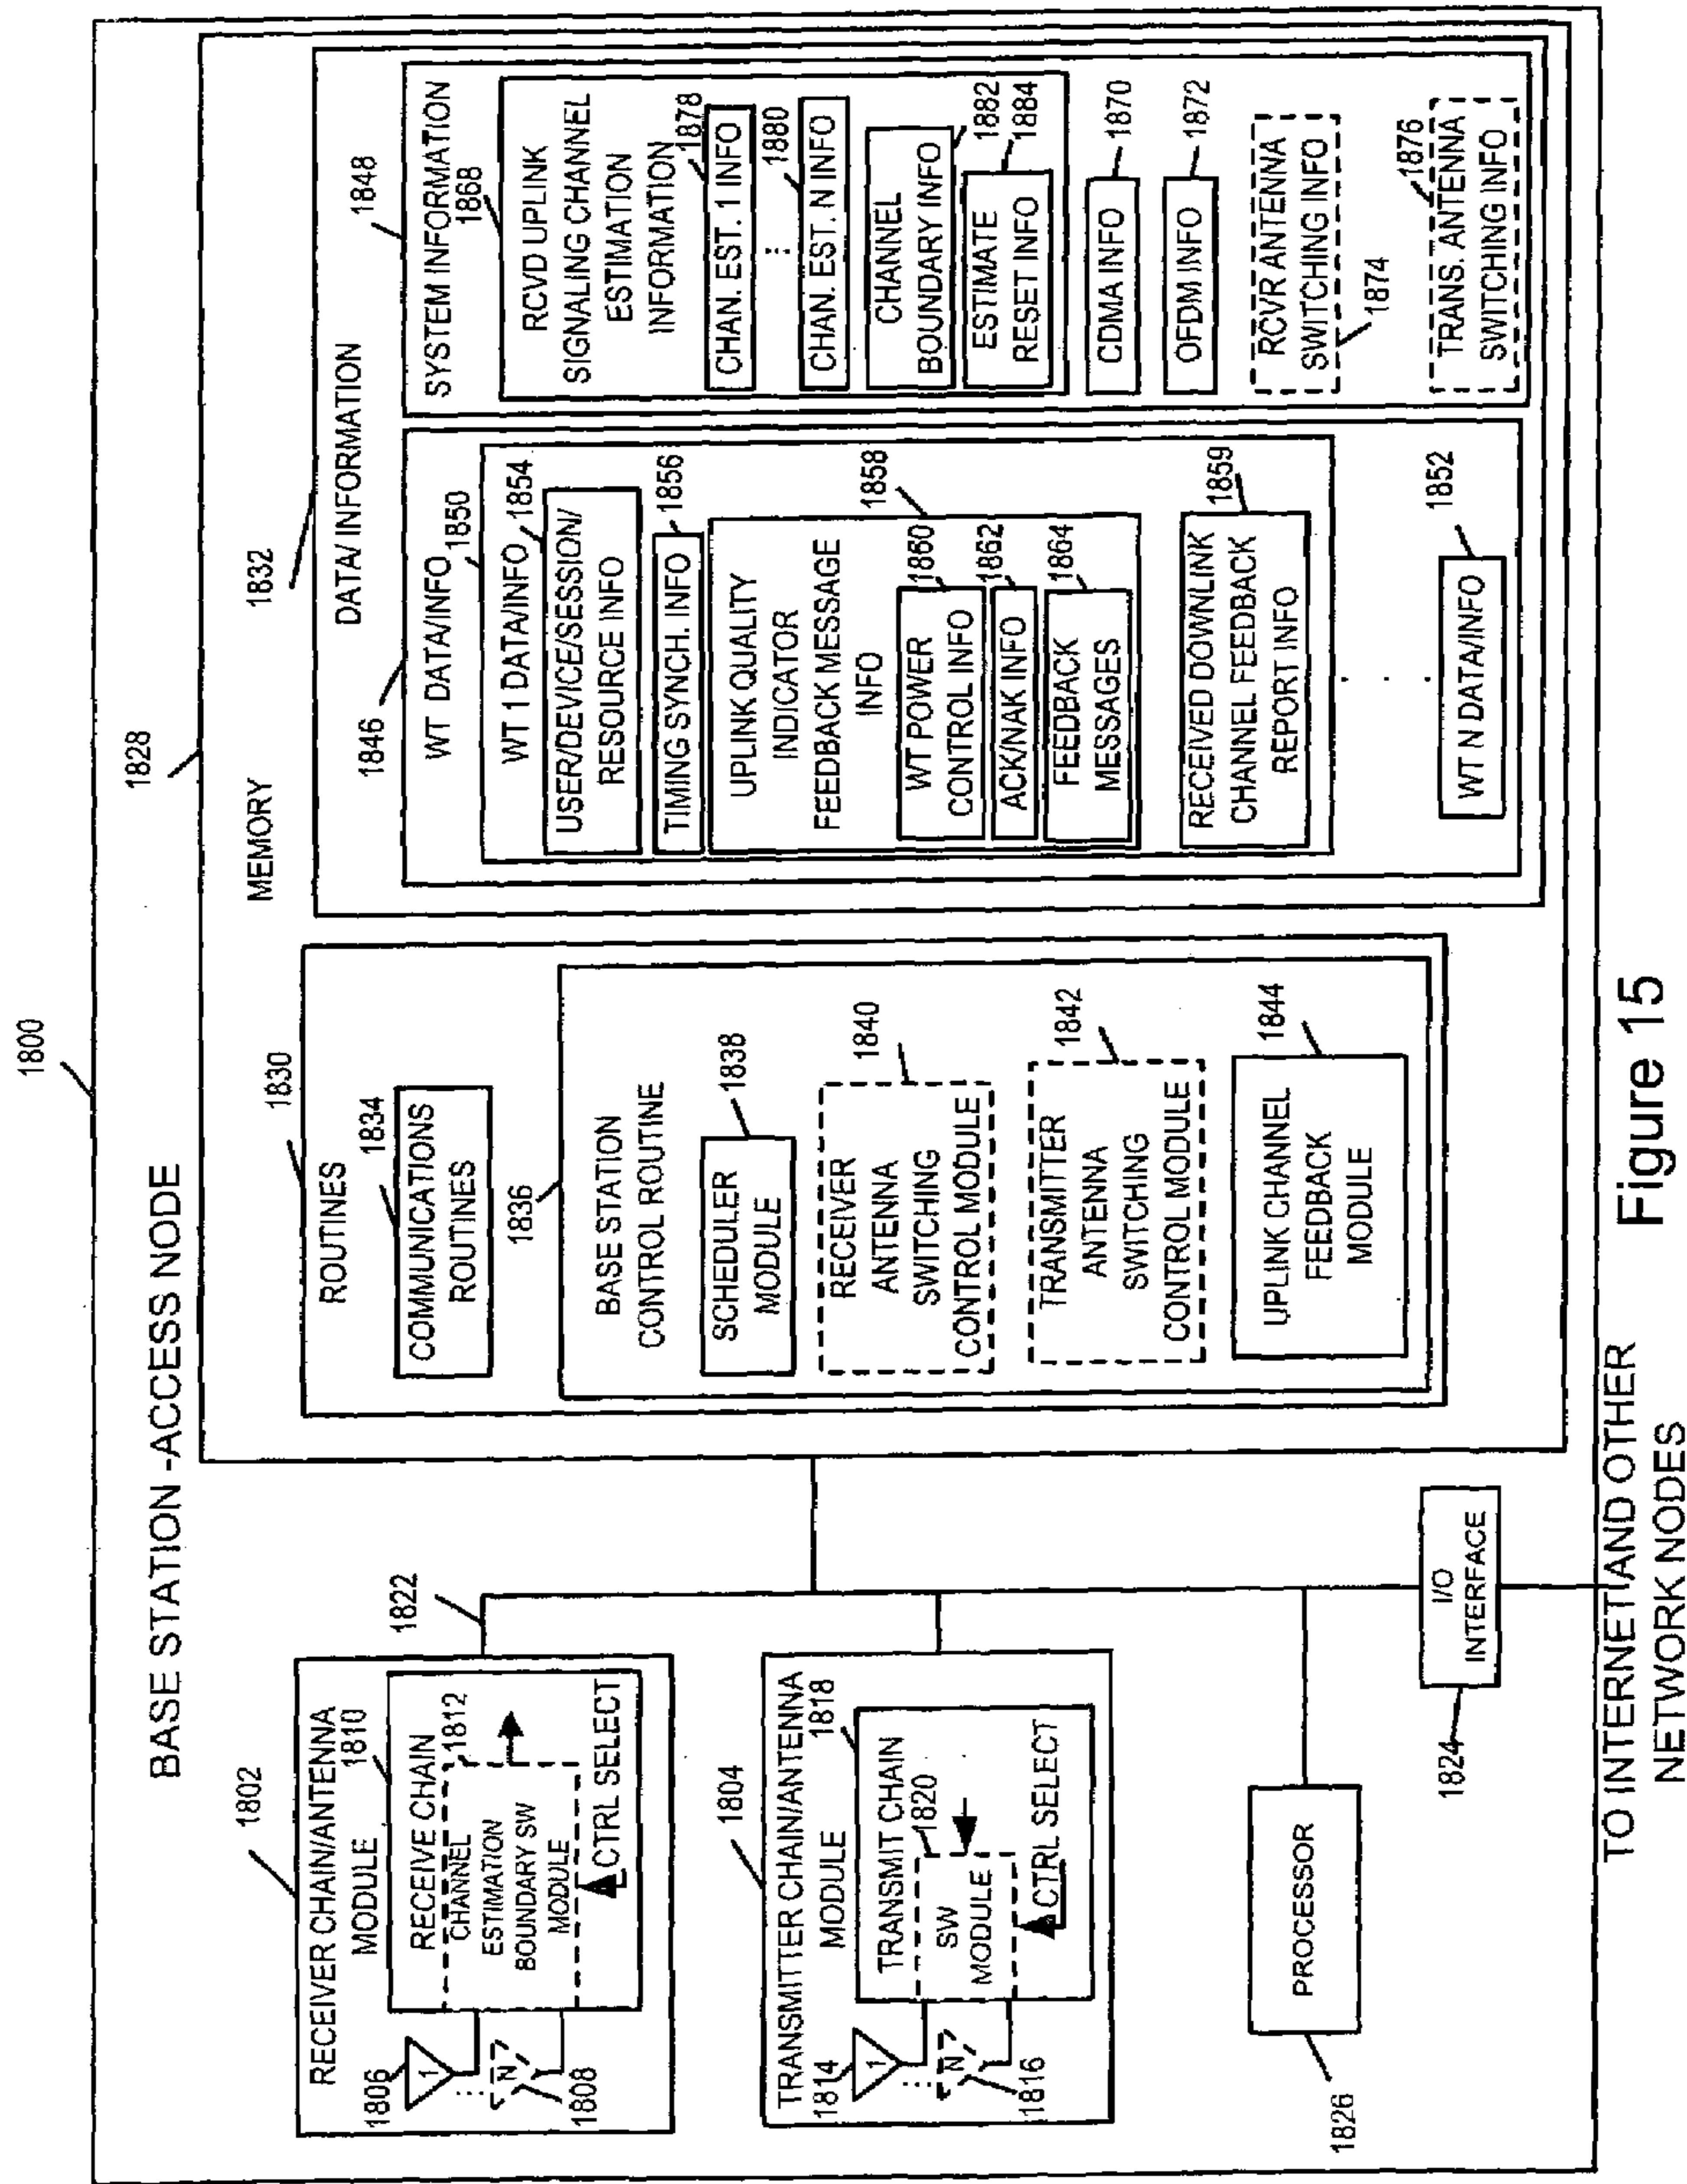 1800
BASE STATION -ACCESS NODE
1802
RECEIVER CHAIN/ANTENNA
MODULE
1810
1806
1
N
1808
RECEIVE CHAIN
1812
CHANNEL
ESTIMATION
BOUNDARY SW
MODULE
CTRL SELECT
1822
1804
TRANSMITTER CHAIN/ANTENNA
MODULE
1818
1814
1
N
1816
TRANSMIT CHAIN
1820
SW
MODULE
CTRL SELECT
PROCESSOR
1826
I/O
INTERFACE
1824
TO INTERNET AND OTHER
NETWORK NODES
1828
MEMORY
1830
ROUTINES
1834
COMMUNICATIONS
ROUTINES
1836
BASE STATION
CONTROL ROUTINE
1838
SCHEDULER
MODULE
1840
RECEIVER
ANTENNA
SWITCHING
CONTROL MODULE
1842
TRANSMITTER
ANTENNA
SWITCHING
CONTROL MODULE
1844
UPLINK CHANNEL
FEEDBACK
MODULE
1832
DATA/ INFORMATION
1846
WT DATA/INFO
1850
WT 1 DATA/INFO
1854
USER/DEVICE/SESSION/
RESOURCE INFO
1856
TIMING SYNCH. INFO
1858
UPLINK QUALITY
INDICATOR
FEEDBACK MESSAGE
INFO
1860
WT POWER
CONTROL INFO
1862
ACK/NAK INFO
1864
FEEDBACK
MESSAGES
1859
RECEIVED DOWNLINK
CHANNEL FEEDBACK
REPORT INFO
1852
WT N DATA/INFO
1848
SYSTEM INFORMATION
1868
RCVD UPLINK
SIGNALING CHANNEL
ESTIMATION
INFORMATION
1878
CHAN. EST. 1 INFO
1880
CHAN. EST. N INFO
1882
CHANNEL
BOUNDARY INFO
1884
ESTIMATE
RESET INFO
1870
CDMA INFO
1872
OFDM INFO
RCVR ANTENNA
SWITCHING INFO
1874
1876
TRANS. ANTENNA
SWITCHING INFO
Figure 15